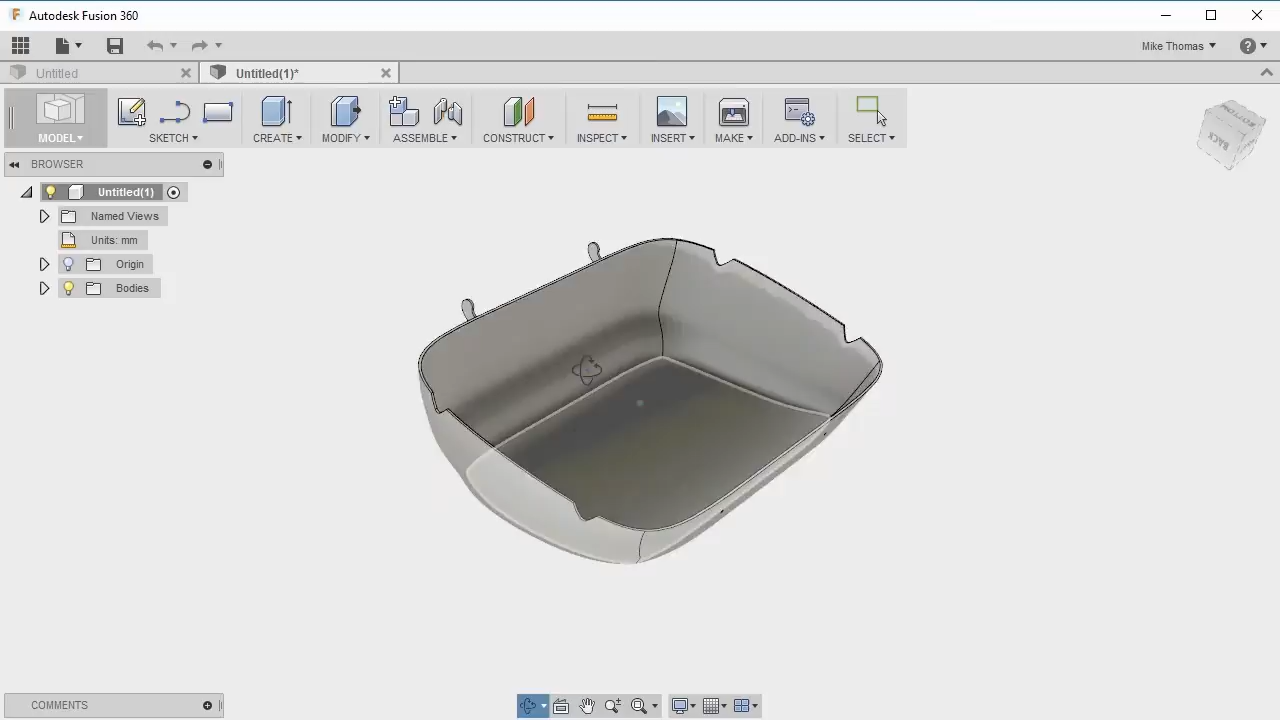 Autodesk Fusion 360
Mike Thomas
Untitled
Untitled(1)*
MODEL
SKETCH
CREATE
MODIFY
ASSEMBLE
CONSTRUCT
INSPECT
INSERT
MAKE
ADD-INS
SELECT
BACK
BROWSER
Untitled(1)
Named Views
Units: mm
Origin
Bodies
COMMENTS